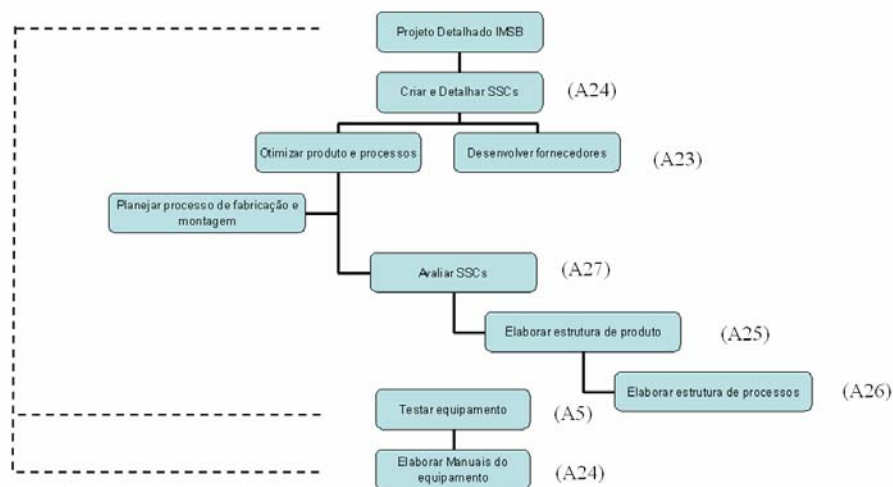 Projeto Detalhado IMSB
Criar e Detalhar SSCs
(A24)
Otimizar produto e processos
Desenvolver fornecedores
(A23)
Planejar processo de fabricação e
montagem
Avaliar SSCs
(A27)
Elaborar estrutura de produto
(A25)
Elaborar estrutura de processos
(A26)
Testar equipamento
(A5)
Elaborar Manuais do
equipamento
(A24)